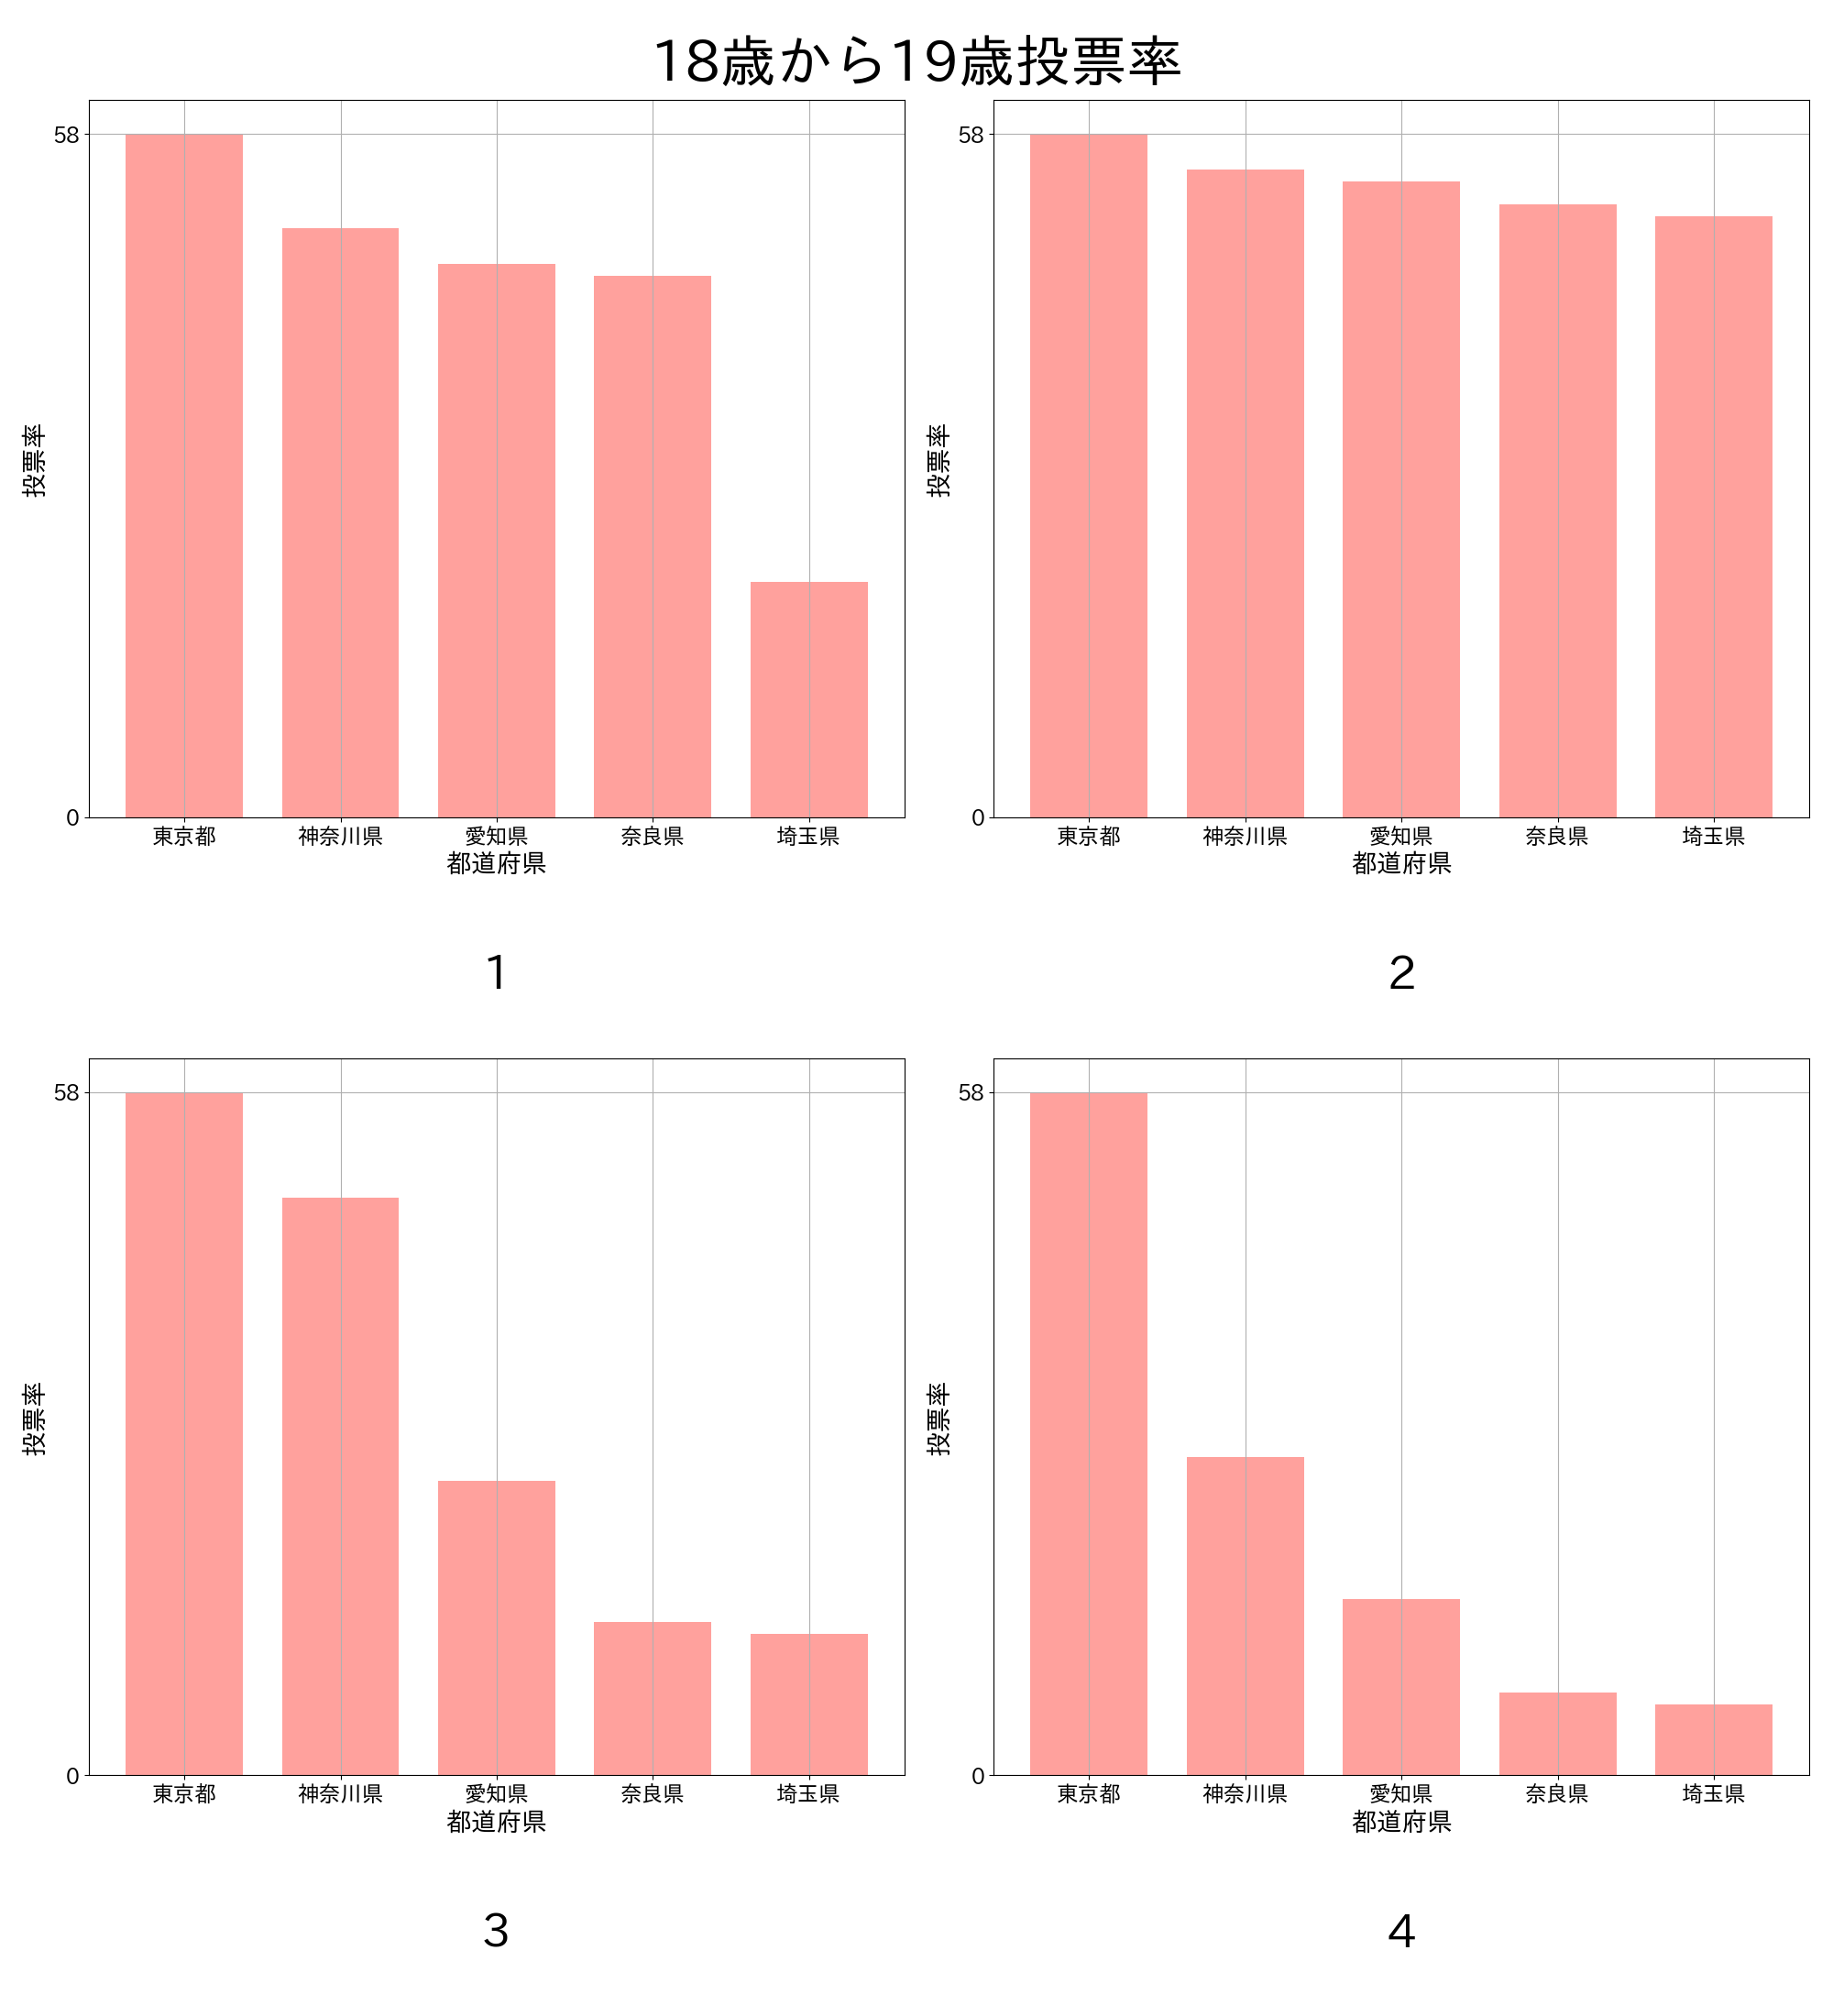 18歳から19歳投票率
58
0
投票率
東京都 神奈川県 愛知県 奈良県 埼玉県
都道府県
1
58
0
投票率
東京都 神奈川県 愛知県 奈良県 埼玉県
都道府県
2
58
0
投票率
東京都 神奈川県 愛知県 奈良県 埼玉県
都道府県
3
58
0
投票率
東京都 神奈川県 愛知県 奈良県 埼玉県
都道府県
4